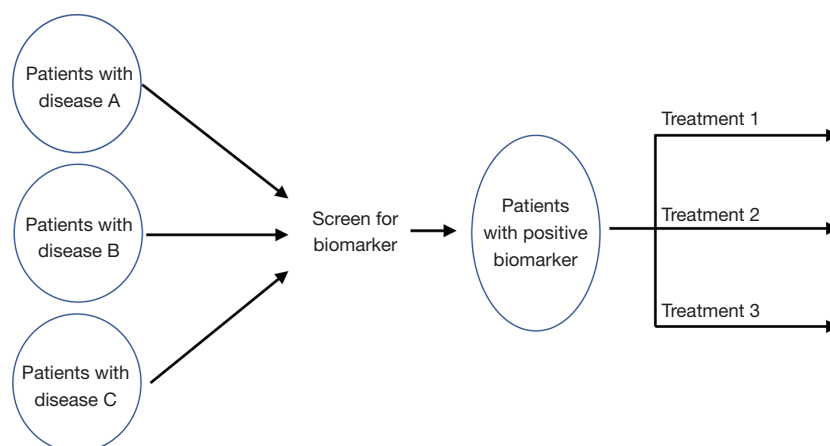 Patients with
disease A
Patients with
disease B
Patients with
disease C
Screen for
biomarker
Patients
with positive
biomarker
Treatment 1
Treatment 2
Treatment 3